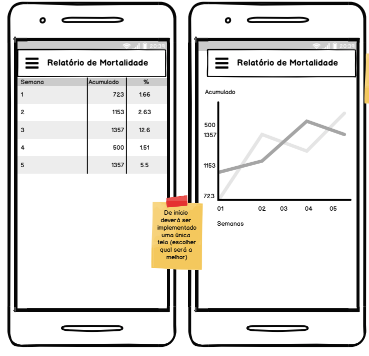 Relatório de Mortalidade
Semana Acumulado %
1 723 1.66
2 1153 2.63
3 1357 12.6
4 500 1.51
5 1357 5.5
De início
deverá ser
implementado
uma única
tela (escolher
qual será a
melhor)
Relatório de Mortalidade
Acumulado
500
1357
1153
723
01 02 03 04 05
Semanas